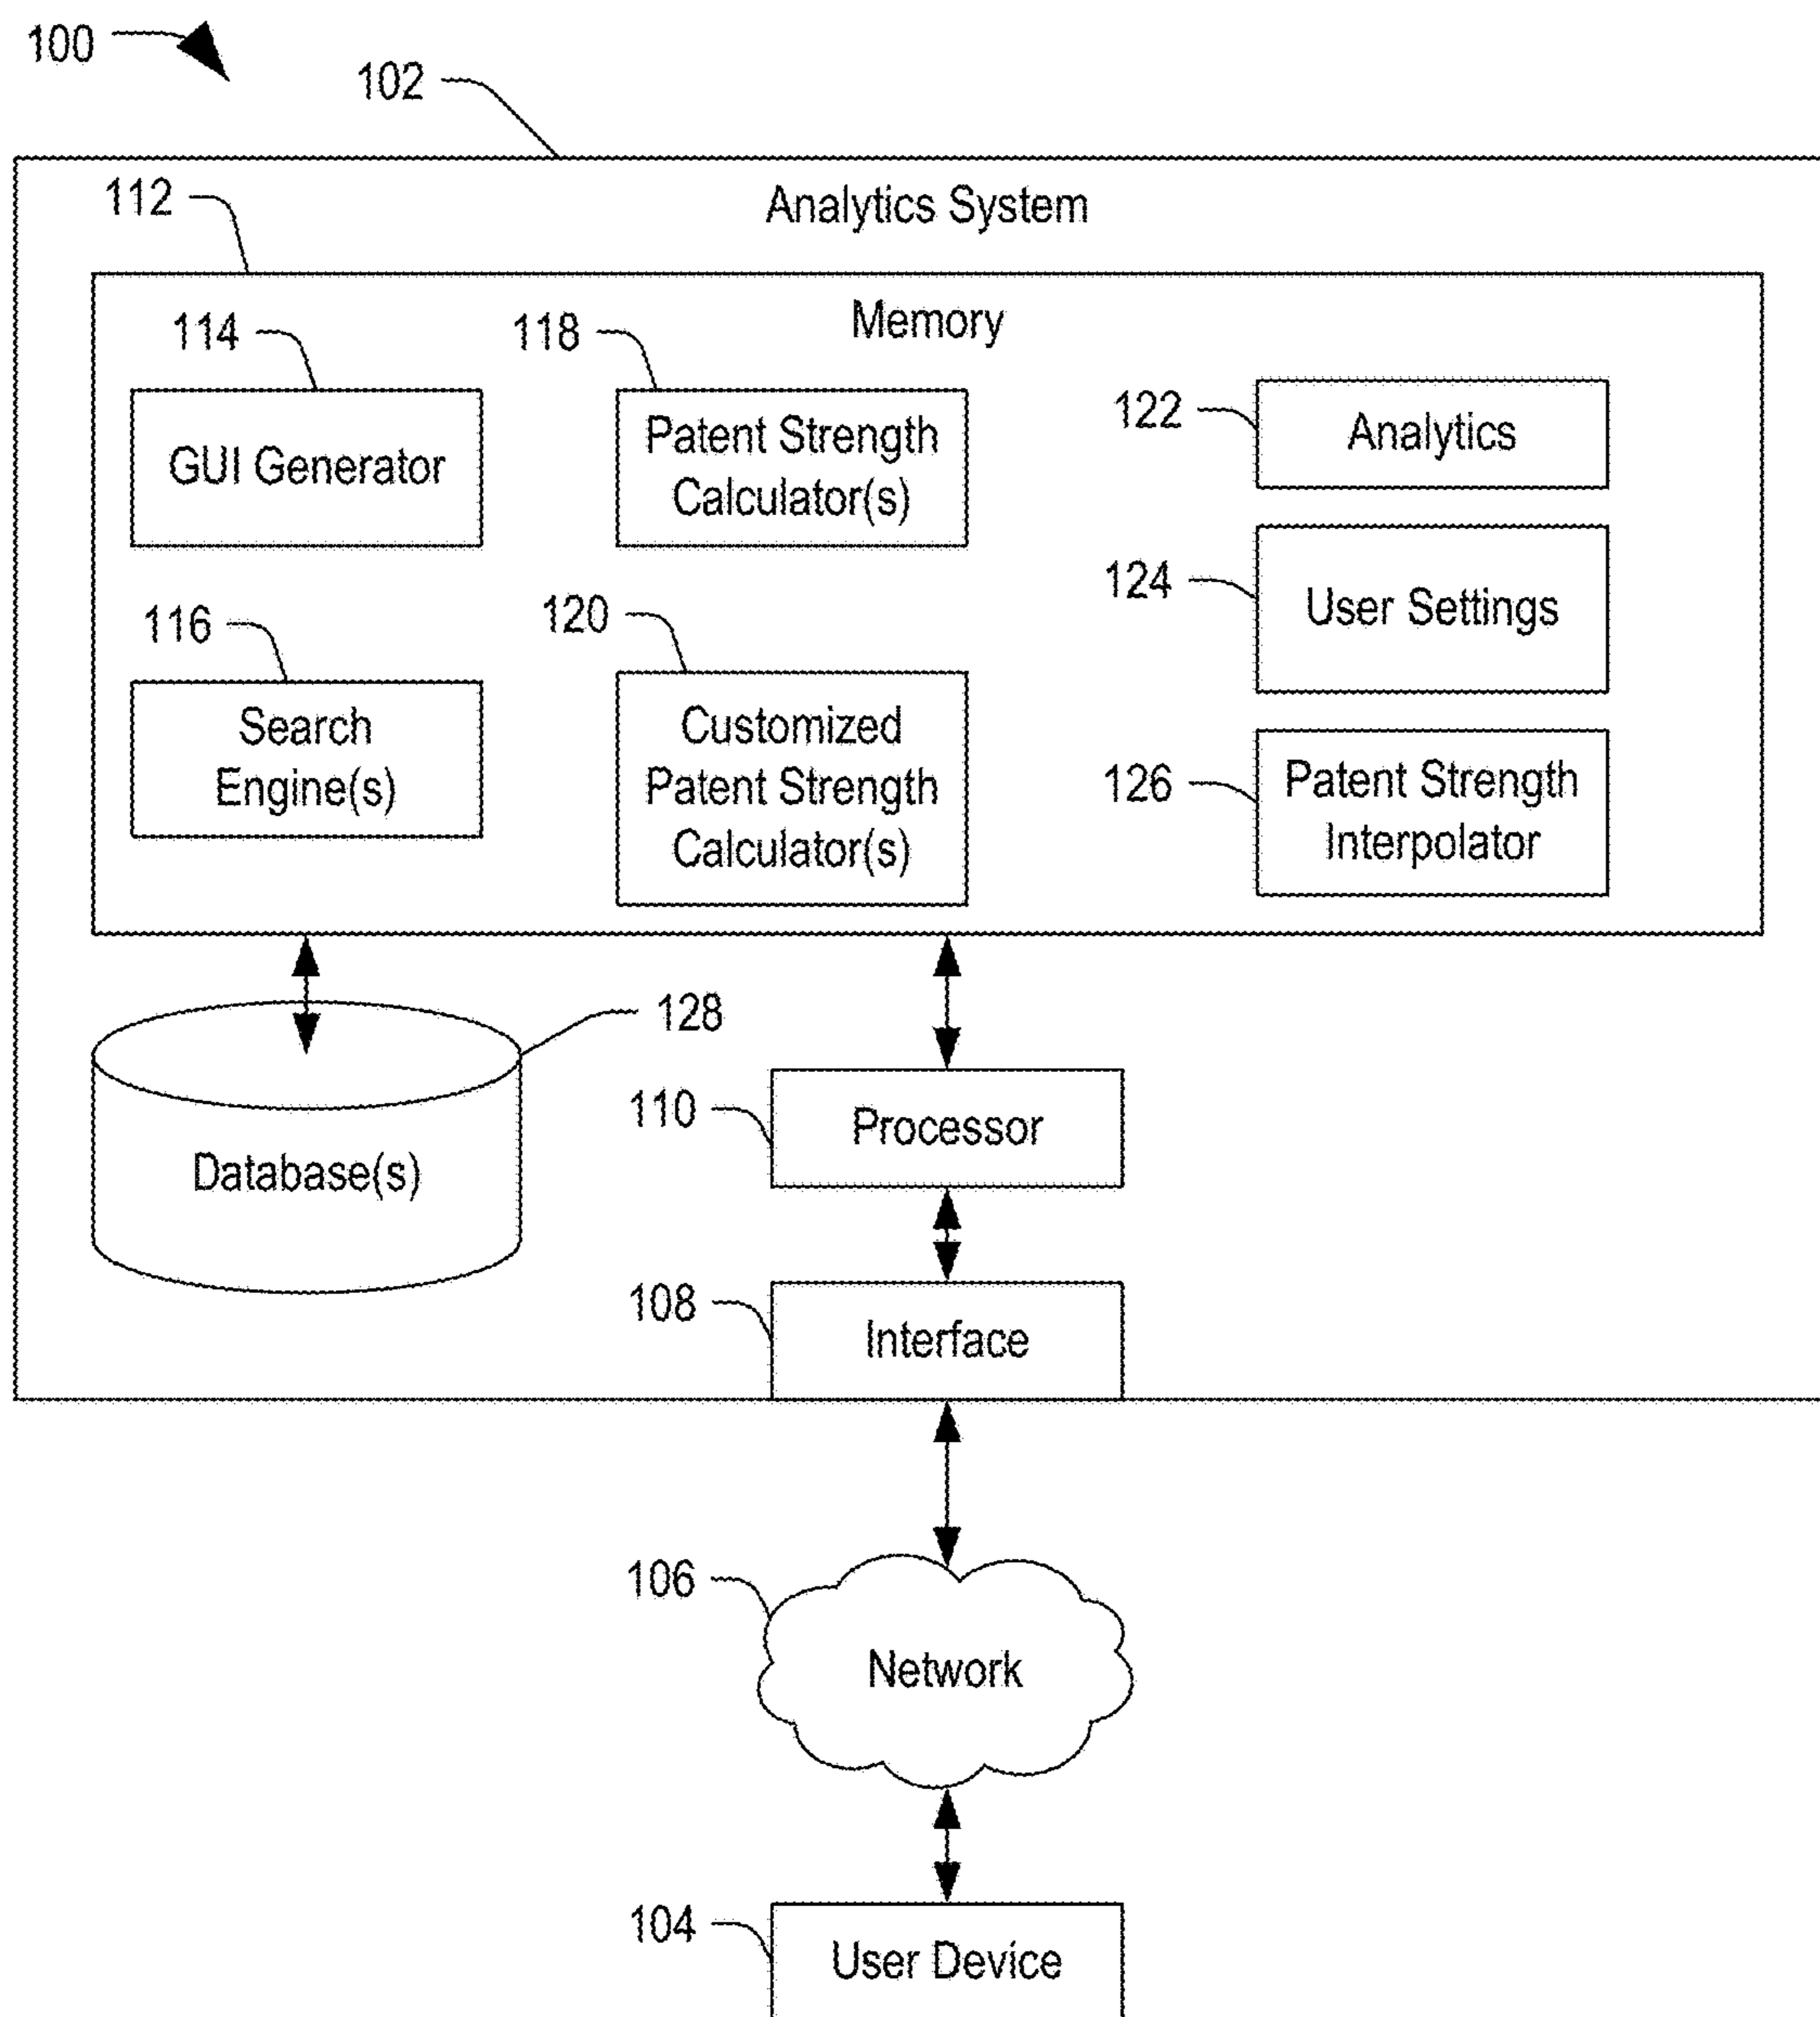 100
102
Analytics System
112
Memory
114
118
GUI Generator
Patent Strength
Calculator(s)
122
Analytics
124
User Settings
116
120
Search
Engine(s)
Customized
Patent Strength
Calculator(s)
126
Patent Strength
Interpolator
128
Database(s)
110
Processor
108
Interface
106
Network
104
User Device